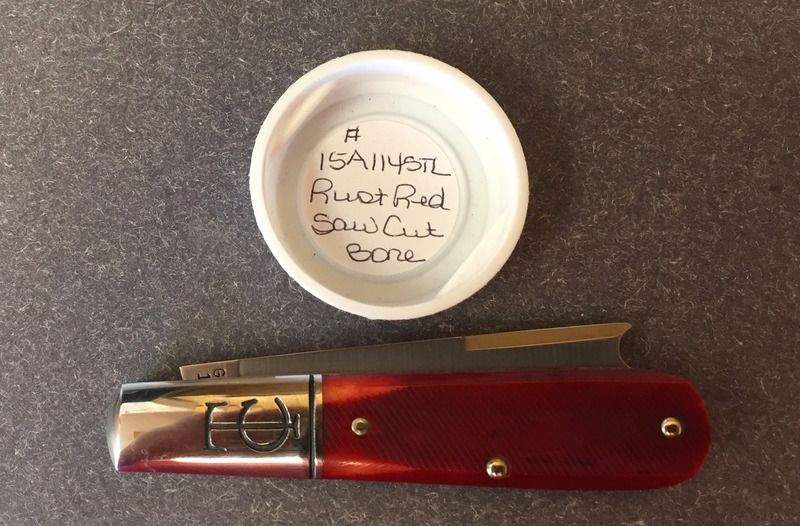 #
15A114STL
Rust Red
Saw Cut
Bone